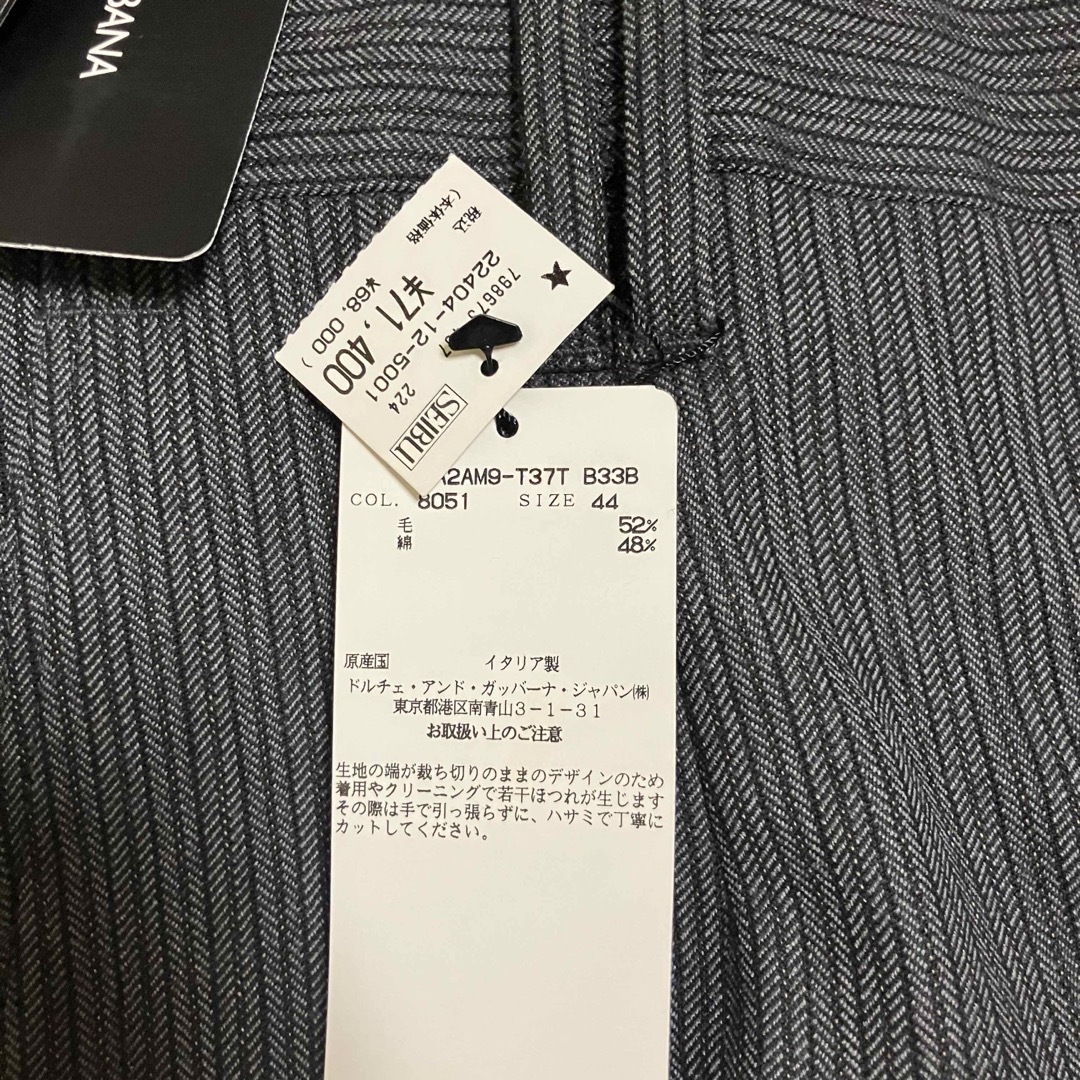 BANA
税込
(本体価格
¥71,400
¥68,000)
22404-12-5001
224
SEIBU
A2AM9-T37T B33B
COL. 8051 SIZE 44
毛 52%
綿 48%
原産国 イタリア製
ドルチェ・アンド・ガッバーナ・ジャパン㈱
東京都港区南青山3-1-31
お取扱い上のご注意
生地の端が裁ち切りのままのデザインのため
着用やクリーニングで若干ほつれが生じます
その際は手で引っ張らずに、ハサミで丁寧に
カットしてください。